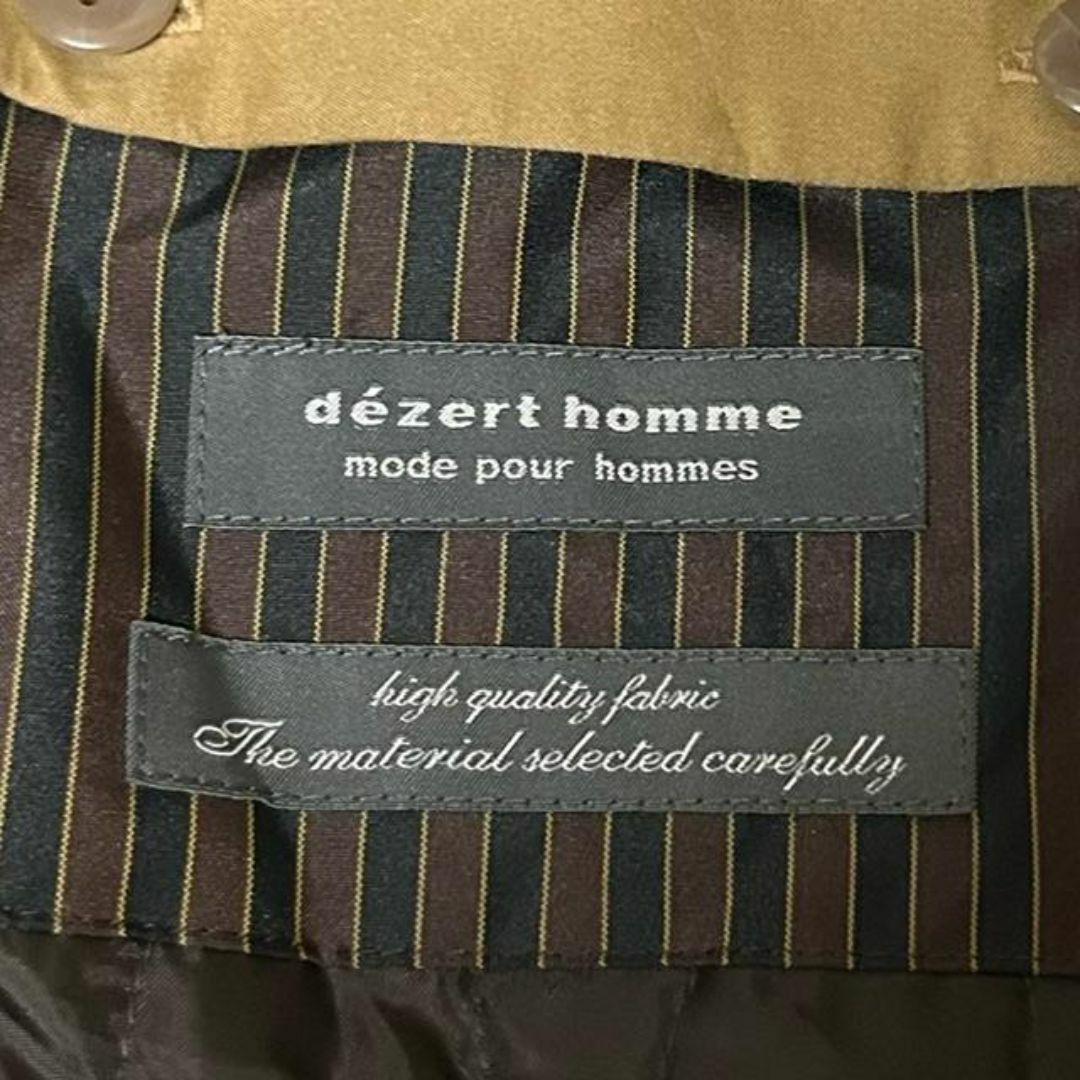 dézert homme
mode pour hommes
high quality fabric
The material selected carefully